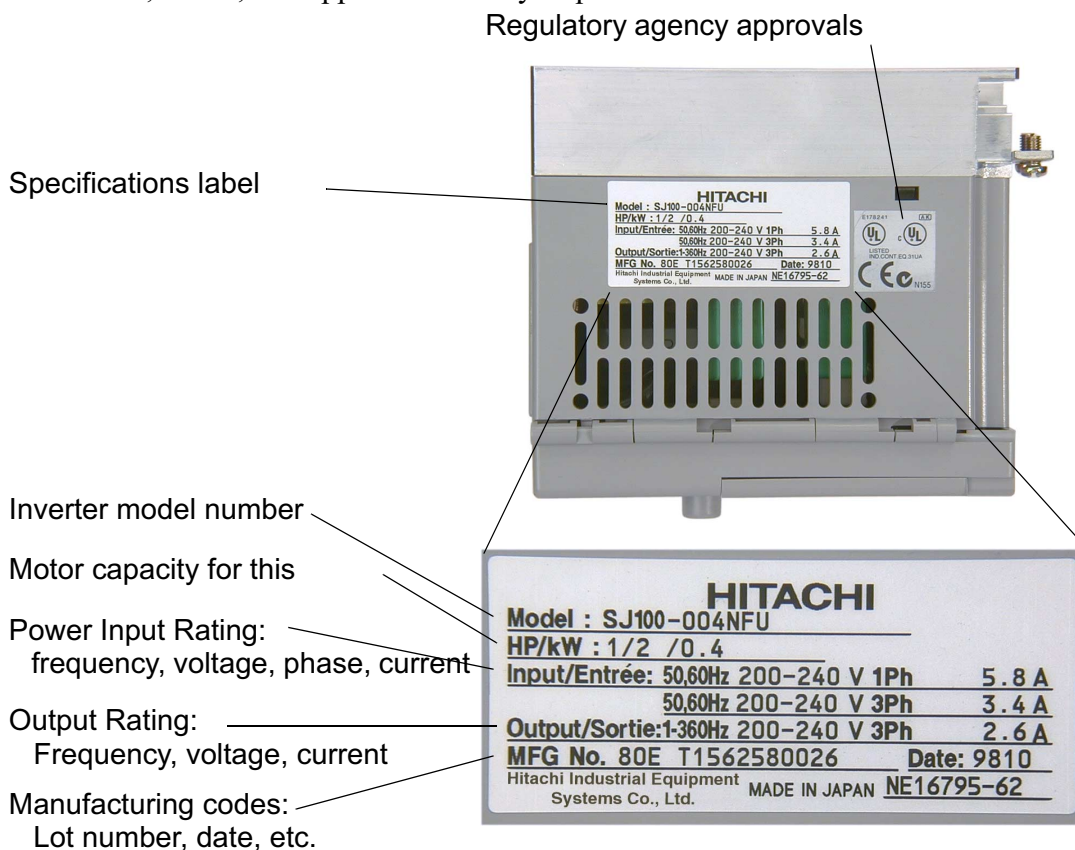 Regulatory agency approvals
Specifications label
HITACHI
Model : SJ100-004NFU
HP/kW : 1/2 /0.4
Input/Entrée: 50,60Hz 200-240 V 1Ph 5.8 A
50,60Hz 200-240 V 3Ph 3.4 A
Output/Sortie:1-360Hz 200-240 V 3Ph 2.6 A
MFG No. 80E T1562580026 Date: 9810
Hitachi Industrial Equipment
Systems Co., Ltd. MADE IN JAPAN NE16795-62
E178241 AK
UL c UL
LISTED
IND.CONT.EQ.31UA
CE
N155
Inverter model number
Motor capacity for this
Power Input Rating:
frequency, voltage, phase, current
Output Rating:
Frequency, voltage, current
Manufacturing codes:
Lot number, date, etc.
HITACHI
Model : SJ100-004NFU
HP/kW : 1/2 /0.4
Input/Entrée: 50,60Hz 200-240 V 1Ph 5.8 A
50,60Hz 200-240 V 3Ph 3.4 A
Output/Sortie:1-360Hz 200-240 V 3Ph 2.6 A
MFG No. 80E T1562580026 Date: 9810
Hitachi Industrial Equipment
Systems Co., Ltd. MADE IN JAPAN NE16795-62